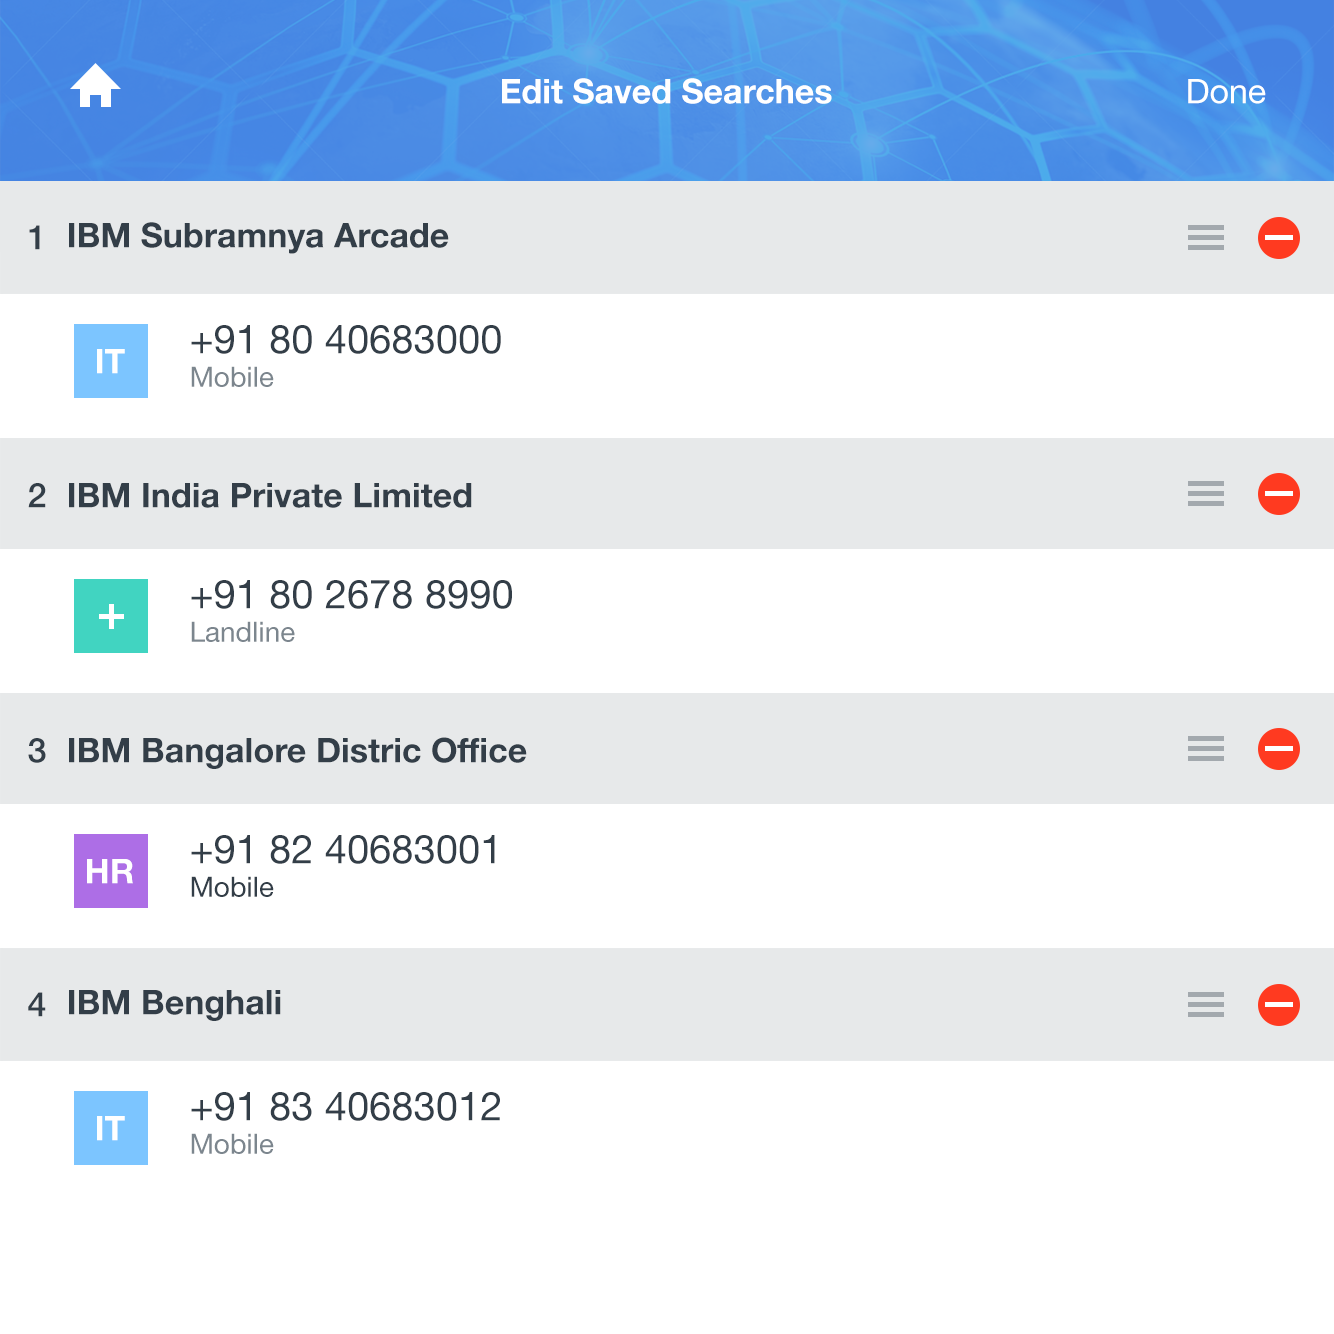 Edit Saved Searches
Done
1 IBM Subramnya Arcade
IT
+91 80 40683000
Mobile
2 IBM India Private Limited
+
+91 80 2678 8990
Landline
3 IBM Bangalore Distric Office
HR
+91 82 40683001
Mobile
4 IBM Benghali
IT
+91 83 40683012
Mobile